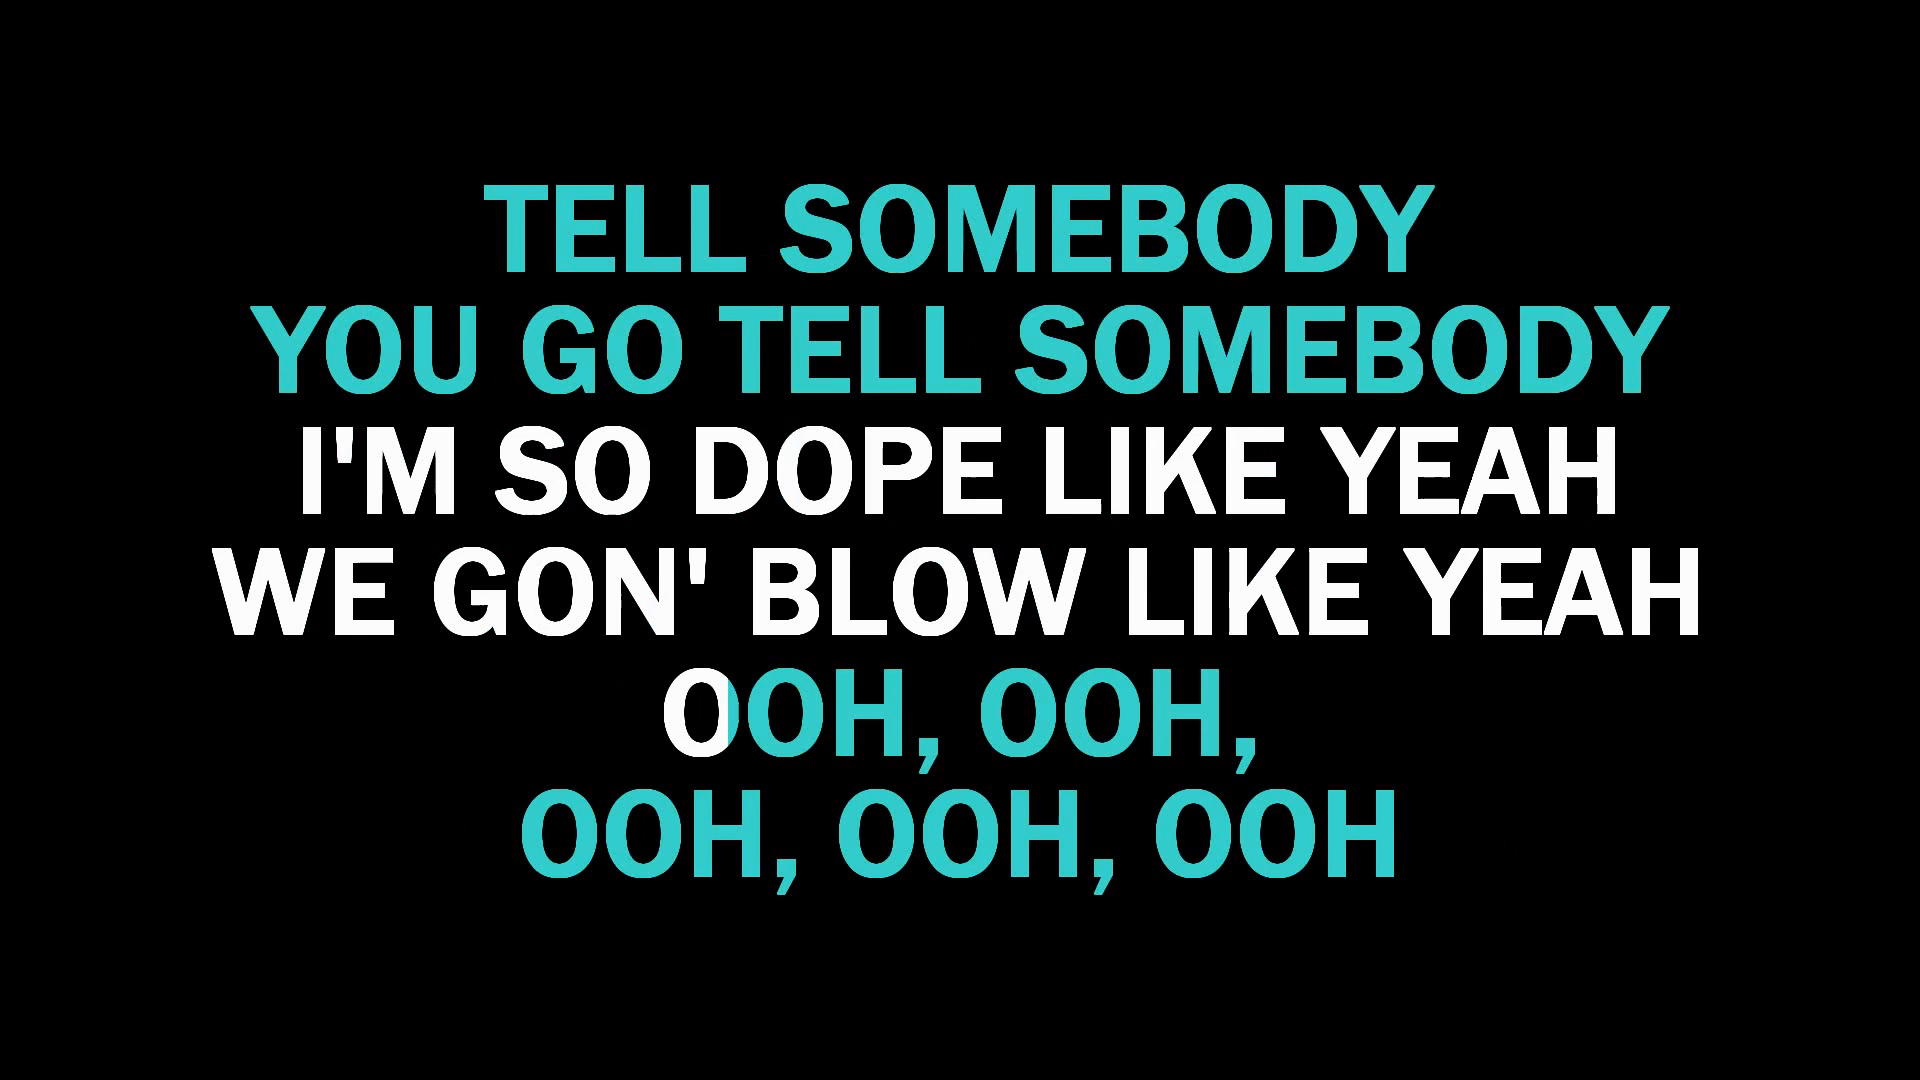 TELL SOMEBODY
YOU GO TELL SOMEBODY
I'M SO DOPE LIKE YEAH
WE GON' BLOW LIKE YEAH
OOH, OOH,
OOH, OOH, OOH